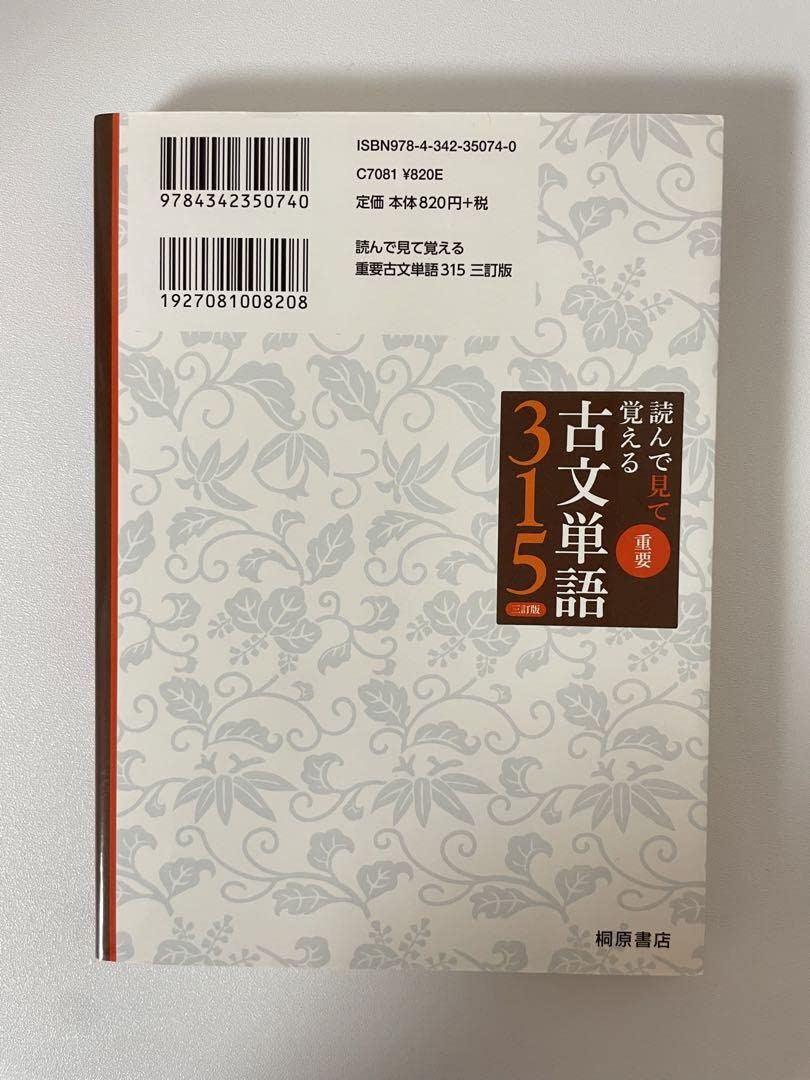 ISBN978-4-342-35074-0
C7081 ¥820E
定価 本体820円+税
9784342350740
読んで見て覚える
重要古文単語315 三訂版
1927081008208
読んで見て
覚える
重要
古文単語
315
三訂版
桐原書店